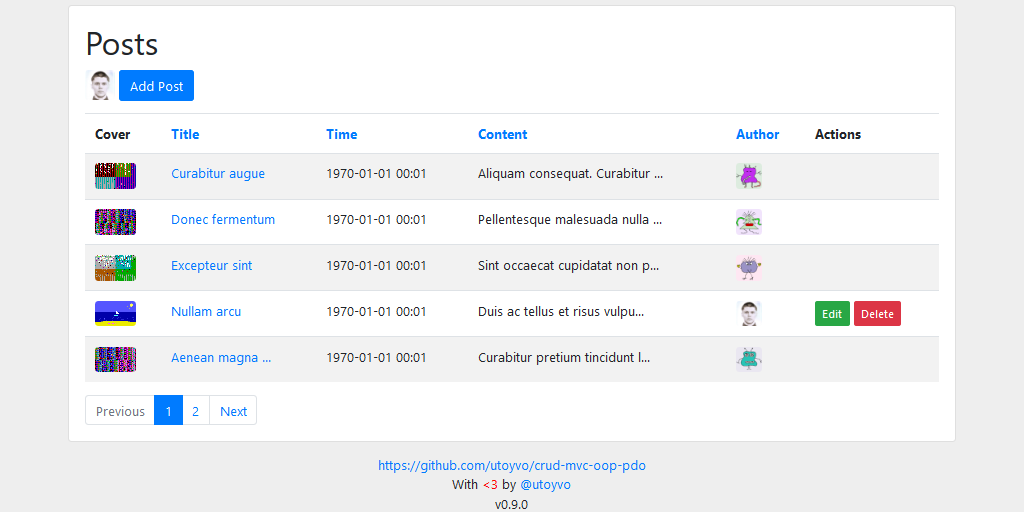 Posts
Add Post
Cover Title Time Content Author Actions
Curabitur augue 1970-01-01 00:01 Aliquam consequat. Curabitur ...
Donec fermentum 1970-01-01 00:01 Pellentesque malesuada nulla ...
Excepteur sint 1970-01-01 00:01 Sint occaecat cupidatat non p...
Nullam arcu 1970-01-01 00:01 Duis ac tellus et risus vulpu... Edit Delete
Aenean magna ... 1970-01-01 00:01 Curabitur pretium tincidunt l...
Previous 1 2 Next
https://github.com/utoyvo/crud-mvc-oop-pdo
With <3 by @utoyvo
v0.9.0